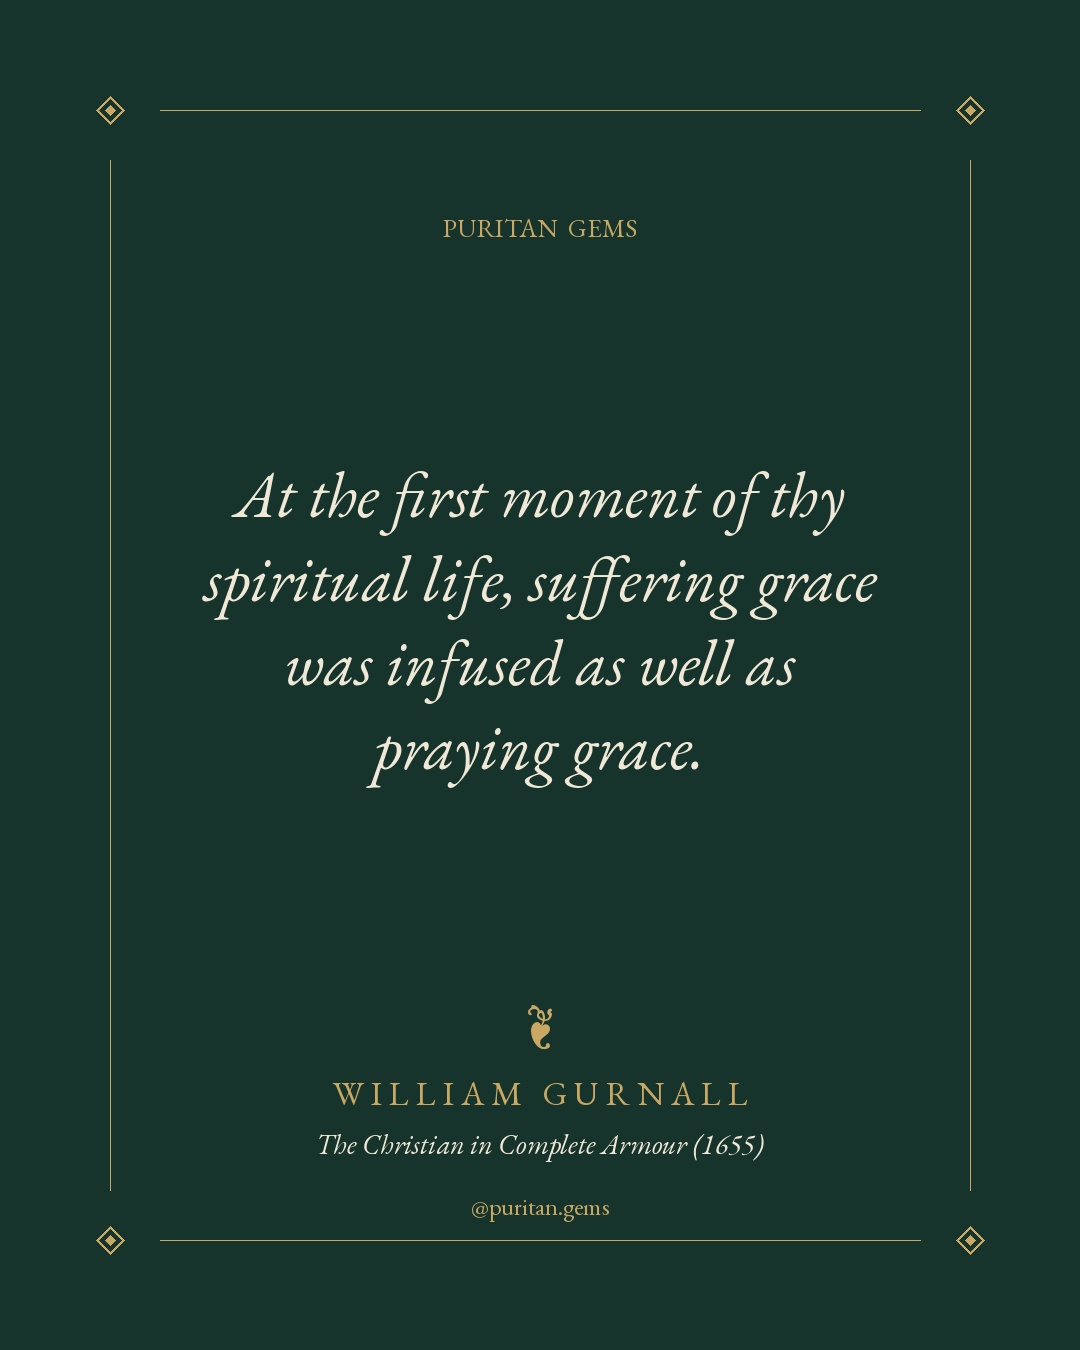 PURITAN GEMS
At the first moment of thy
spiritual life, suffering grace
was infused as well as
praying grace.
WILLIAM GURNALL
The Christian in Complete Armour (1655)
@puritan.gems